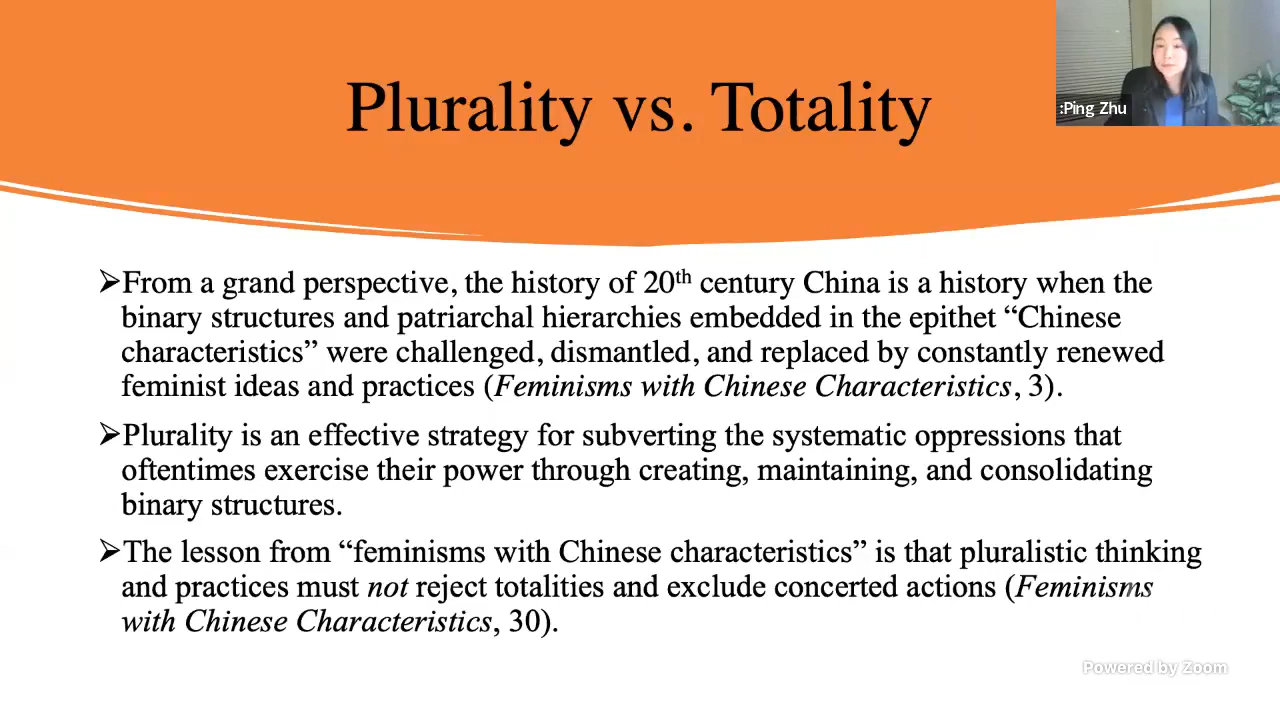 Plurality vs. Totality
:Ping Zhu
➢From a grand perspective, the history of 20th century China is a history when the
binary structures and patriarchal hierarchies embedded in the epithet “Chinese
characteristics” were challenged, dismantled, and replaced by constantly renewed
feminist ideas and practices (Feminisms with Chinese Characteristics, 3).
➢Plurality is an effective strategy for subverting the systematic oppressions that
oftentimes exercise their power through creating, maintaining, and consolidating
binary structures.
➢The lesson from “feminisms with Chinese characteristics” is that pluralistic thinking
and practices must not reject totalities and exclude concerted actions (Feminisms
with Chinese Characteristics, 30).
Powered by Zoom